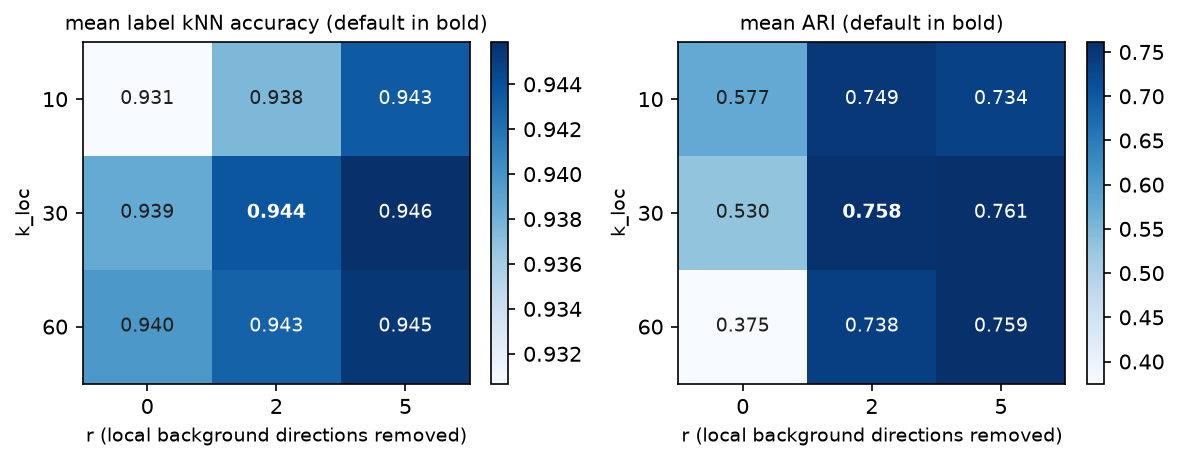 mean label kNN accuracy (default in bold)
k_loc
10
30
60
0.931 0.938 0.943
0.939 0.944 0.946
0.940 0.943 0.945
0 2 5
r (local background directions removed)
0.944
0.942
0.940
0.938
0.936
0.934
0.932
mean ARI (default in bold)
k_loc
10
30
60
0.577 0.749 0.734
0.530 0.758 0.761
0.375 0.738 0.759
0 2 5
r (local background directions removed)
0.75
0.70
0.65
0.60
0.55
0.50
0.45
0.40